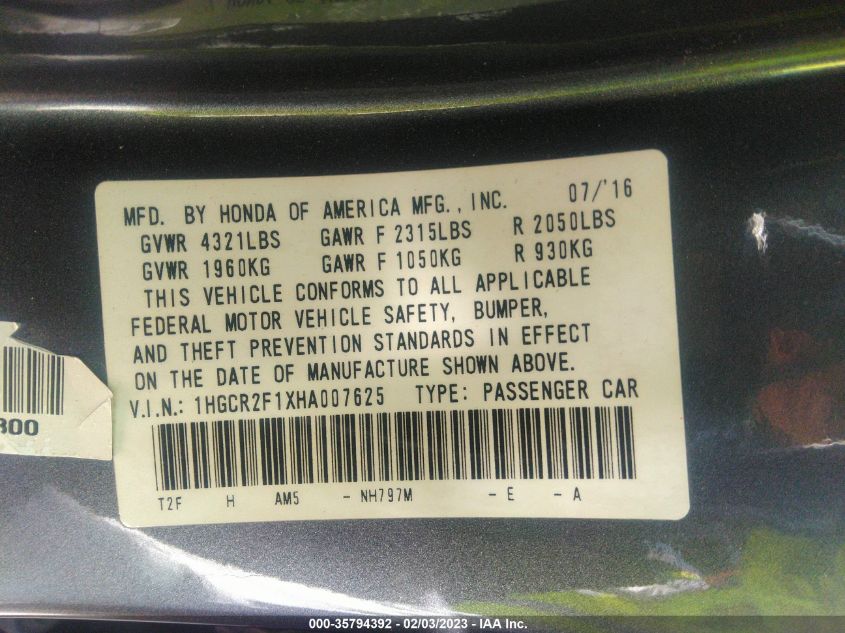 MFD. BY HONDA OF AMERICA MFG., INC. 07/'16
GVWR 4321LBS GAWR F 2315LBS R 2050LBS
GVWR 1960KG GAWR F 1050KG R 930KG
THIS VEHICLE CONFORMS TO ALL APPLICABLE
FEDERAL MOTOR VEHICLE SAFETY, BUMPER,
AND THEFT PREVENTION STANDARDS IN EFFECT
ON THE DATE OF MANUFACTURE SHOWN ABOVE.
V.I.N.: 1HGCR2F1XHA007625 TYPE: PASSENGER CAR
T2F H AM5 - NH797M - E - A
000-35794392 - 02/03/2023 - IAA Inc.